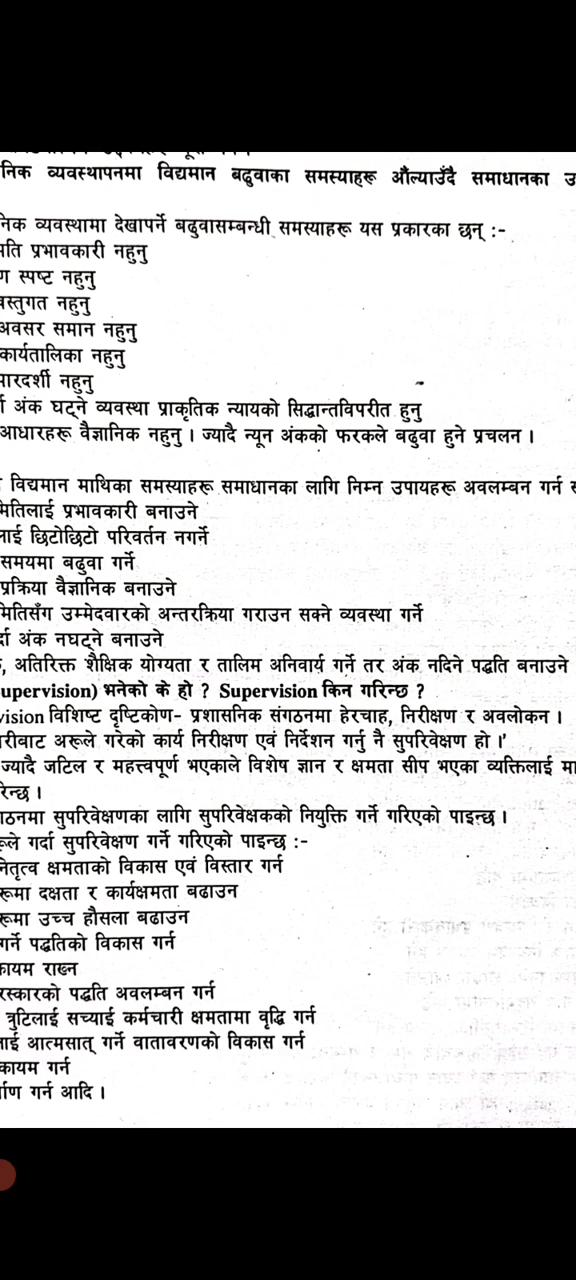 निक व्यवस्थापनमा विद्यमान बढुवाका समस्याहरू औंल्याउँदै समाधानका उ
निक व्यवस्थामा देखापर्ने बढुवासम्बन्धी समस्याहरू यस प्रकारका छन् :-
मति प्रभावकारी नहुनु
ण स्पष्ट नहुनु
वस्तुगत नहुनु
अवसर समान नहुनु
कार्यतालिका नहुनु
पारदर्शी नहुनु
अंक घट्ने व्यवस्था प्राकृतिक न्यायको सिद्धान्तविपरीत हुनु
आधारहरू वैज्ञानिक नहुनु । ज्यादै न्यून अंकको फरकले बढुवा हुने प्रचलन ।
विद्यमान माथिका समस्याहरू समाधानका लागि निम्न उपायहरू अवलम्बन गर्न स
मितिलाई प्रभावकारी बनाउने
लाई छिटोछिटो परिवर्तन नगर्ने
समयमा बढुवा गर्ने
प्रक्रिया वैज्ञानिक बनाउने
मितिसँग उम्मेदवारको अन्तरक्रिया गराउन सक्ने व्यवस्था गर्ने
र्दा अंक नघट्ने बनाउने
, अतिरिक्त शैक्षिक योग्यता र तालिम अनिवार्य गर्ने तर अंक नदिने पद्धति बनाउने
upervision) भनेको के हो ? Supervision किन गरिन्छ ?
vision विशिष्ट दृष्टिकोण- प्रशासनिक संगठनमा हेरचाह, निरीक्षण र अवलोकन ।
रीवाट अरूले गरेको कार्य निरीक्षण एवं निर्देशन गर्नु नै सुपरिवेक्षण हो ।'
ज्यादै जटिल र महत्त्वपूर्ण भएकाले विशेष ज्ञान र क्षमता सीप भएका व्यक्तिलाई मा
रिन्छ ।
गठनमा सुपरिवेक्षणका लागि सुपरिवेक्षकको नियुक्ति गर्ने गरिएको पाइन्छ ।
ले गर्दा सुपरिवेक्षण गर्ने गरिएको पाइन्छ :-
नेतृत्व क्षमताको विकास एवं विस्तार गर्न
रूमा दक्षता र कार्यक्षमता बढाउन
रूमा उच्च हौसला बढाउन
गर्ने पद्धतिको विकास गर्न
कायम राख्न
रस्कारको पद्धति अवलम्बन गर्न
त्रुटिलाई सच्याई कर्मचारी क्षमतामा वृद्धि गर्न
लाई आत्मसात् गर्ने वातावरणको विकास गर्न
कायम गर्न
र्माण गर्न आदि ।